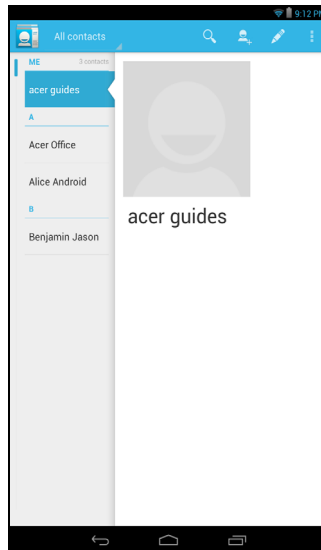 9:12 PM
All contacts
ME 3 contacts
acer guides
A
Acer Office
Alice Android
B
Benjamin Jason
acer guides